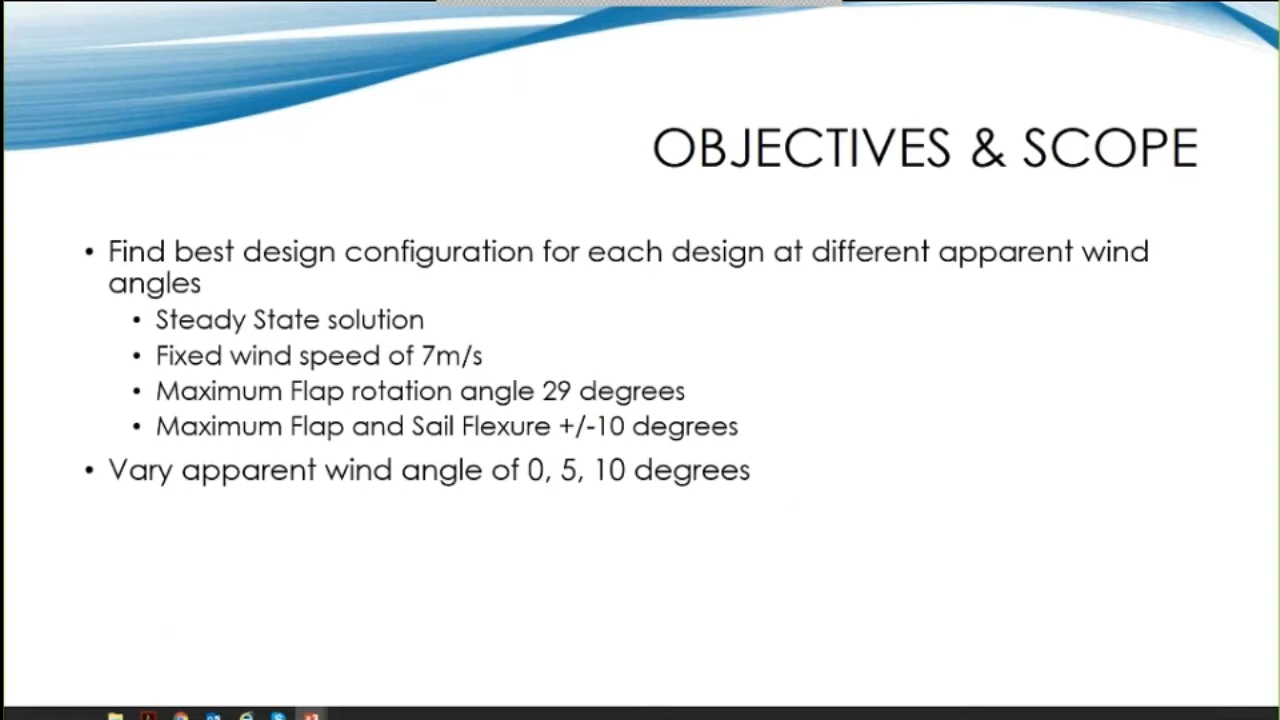 OBJECTIVES & SCOPE
• Find best design configuration for each design at different apparent wind
angles
• Steady State solution
• Fixed wind speed of 7m/s
• Maximum Flap rotation angle 29 degrees
• Maximum Flap and Sail Flexure +/-10 degrees
• Vary apparent wind angle of 0, 5, 10 degrees